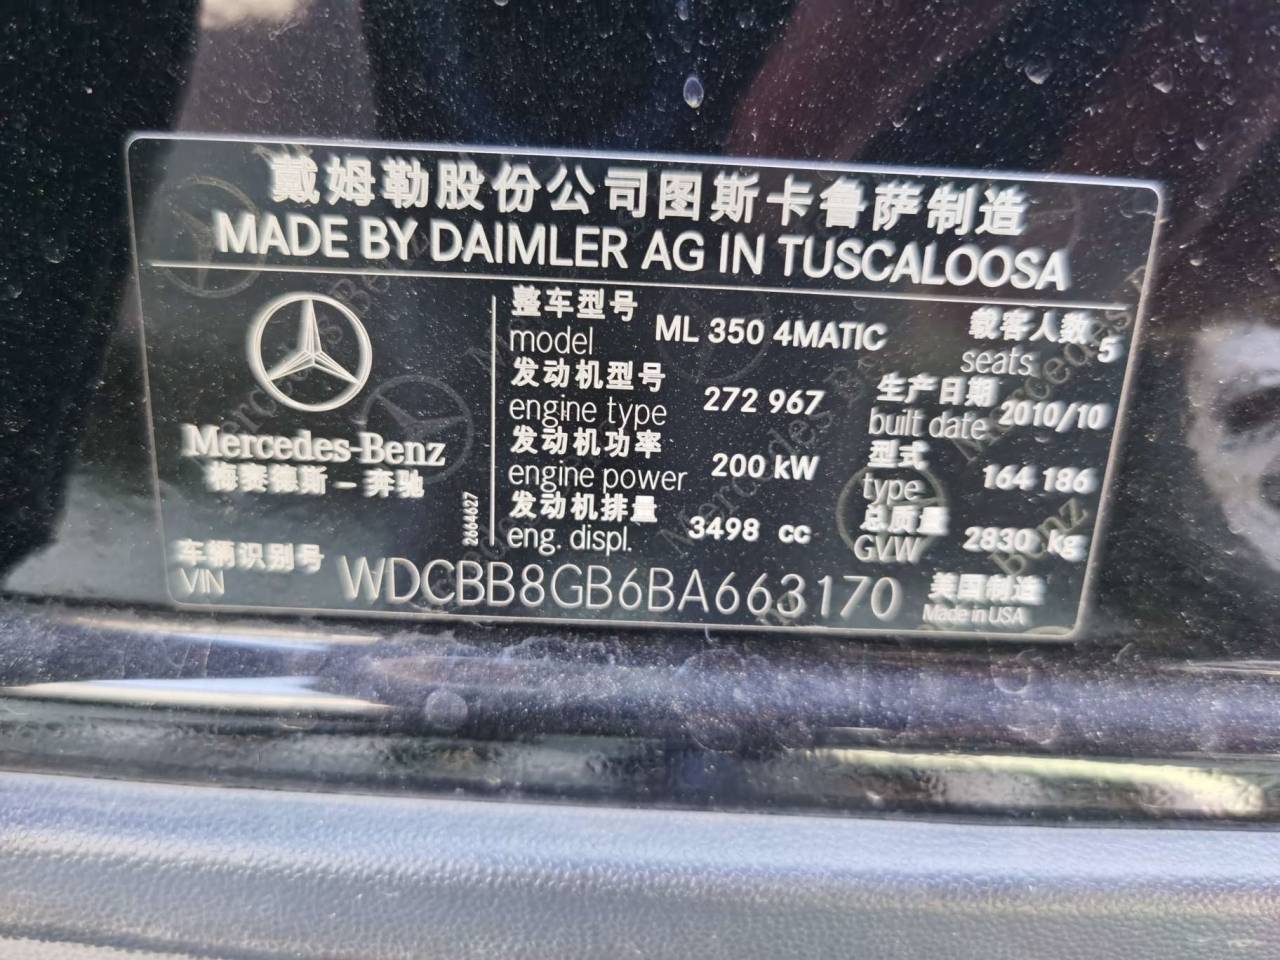 戴姆勒股份公司图斯卡鲁萨制造
MADE BY DAIMLER AG IN TUSCALOOSA
Mercedes-Benz
梅赛德斯-奔驰
2664627
整车型号
model ML 350 4MATIC
载客人数
seats 5
发动机型号
engine type 272 967
生产日期
built date 2010/10
发动机功率
engine power 200 kW
型式
type 164 186
发动机排量
eng. displ. 3498 cc
总质量
GVW 2830 kg
车辆识别号
VIN WDCBB8GB6BA663170
美国制造
Made in USA